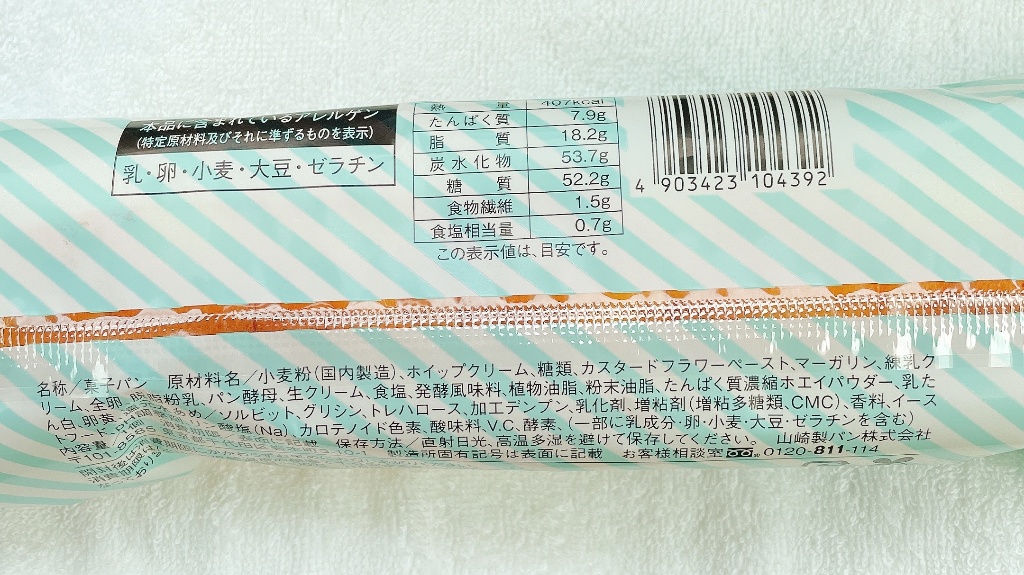 本品に含まれているアレルゲン
(特定原材料及びそれに準ずるものを表示)
乳・卵・小麦・大豆・ゼラチン
熱量 407kcal
たんぱく質 7.9g
脂質 18.2g
炭水化物 53.7g
糖質 52.2g
食物繊維 1.5g
食塩相当量 0.7g
この表示値は、目安です。
4 903423 104392
名称/菓子パン 原材料名/小麦粉(国内製造)、ホイップクリーム、糖類、カスタードフラワーペースト、マーガリン、練乳ク
リーム、全卵、脱脂粉乳、パン酵母、生クリーム、食塩、発酵風味料、植物油脂、粉末油脂、たんぱく質濃縮ホエイパウダー、乳た
ん白、卵黄/ソルビット、グリシン、トレハロース、加工デンプン、乳化剤、増粘剤(増粘多糖類、CMC)、香料、イース
トフード、酸塩(Na)、カロテノイド色素、酸味料、V.C、酵素、(一部に乳成分・卵・小麦・大豆・ゼラチンを含む)
内容量 保存方法/直射日光、高温多湿を避けて保存してください。 山崎製パン株式会社
〒101-8585 製造所固有記号は表面に記載 お客様相談室 0120-811-114